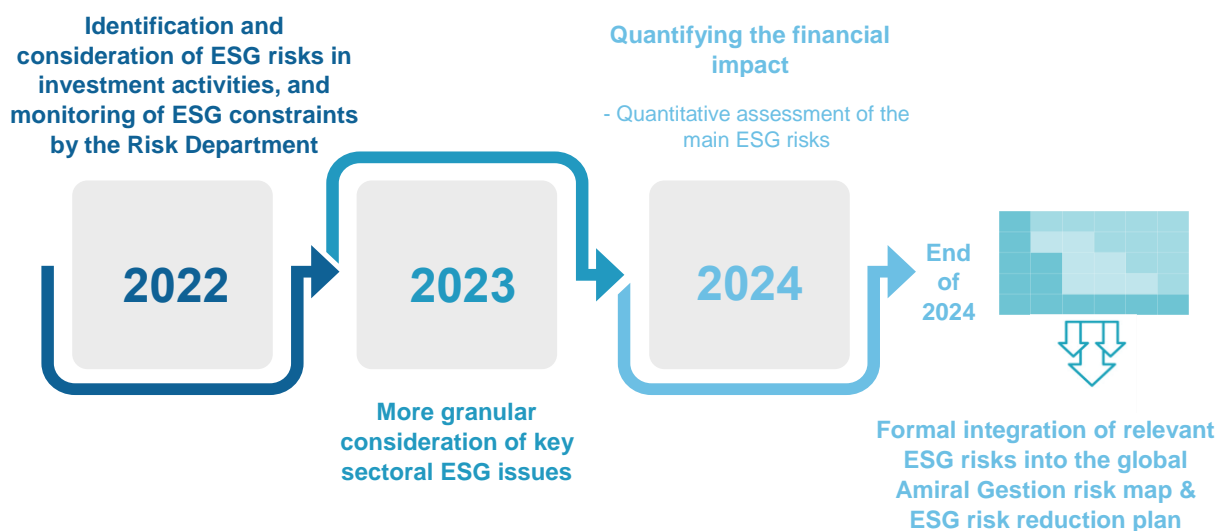 Identification and
consideration of ESG risks in
investment activities, and
monitoring of ESG constraints
by the Risk Department
2022
2023
More granular
consideration of key
sectoral ESG issues
Quantifying the financial
impact
- Quantitative assessment of the
main ESG risks
2024
End
of
2024
Formal integration of relevant
ESG risks into the global
Amiral Gestion risk map &
ESG risk reduction plan